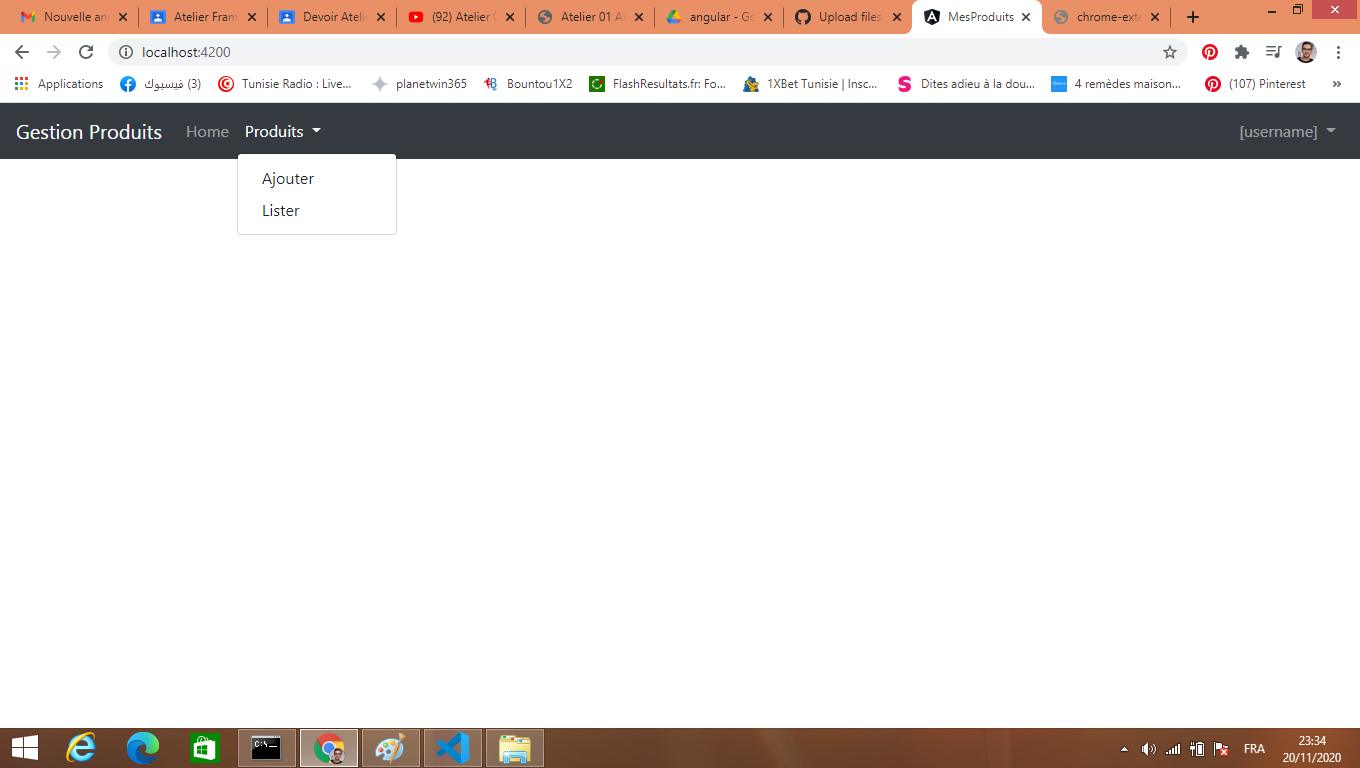 Nouvelle an
Atelier Fram
Devoir Ateli
(92) Atelier
Atelier 01 A
angular - Go
Upload files
MesProduits
chrome-exte
localhost:4200
Applications
(3) فيسبوك
Tunisie Radio : Live...
planetwin365
Bountou1X2
FlashResultats.fr: Fo...
1XBet Tunisie | Insc...
Dites adieu à la dou...
4 remèdes maison...
(107) Pinterest
»
Gestion Produits
Home
Produits
[username]
Ajouter
Lister
FRA
23:34
20/11/2020